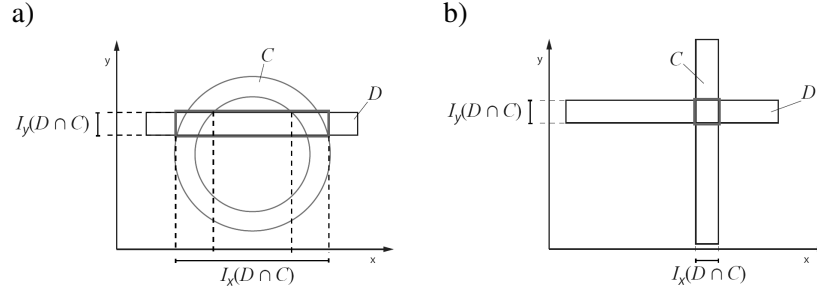 a)
y
C
D
I_y(D ∩ C)
x
I_x(D ∩ C)
b)
y
C
D
I_y(D ∩ C)
x
I_x(D ∩ C)